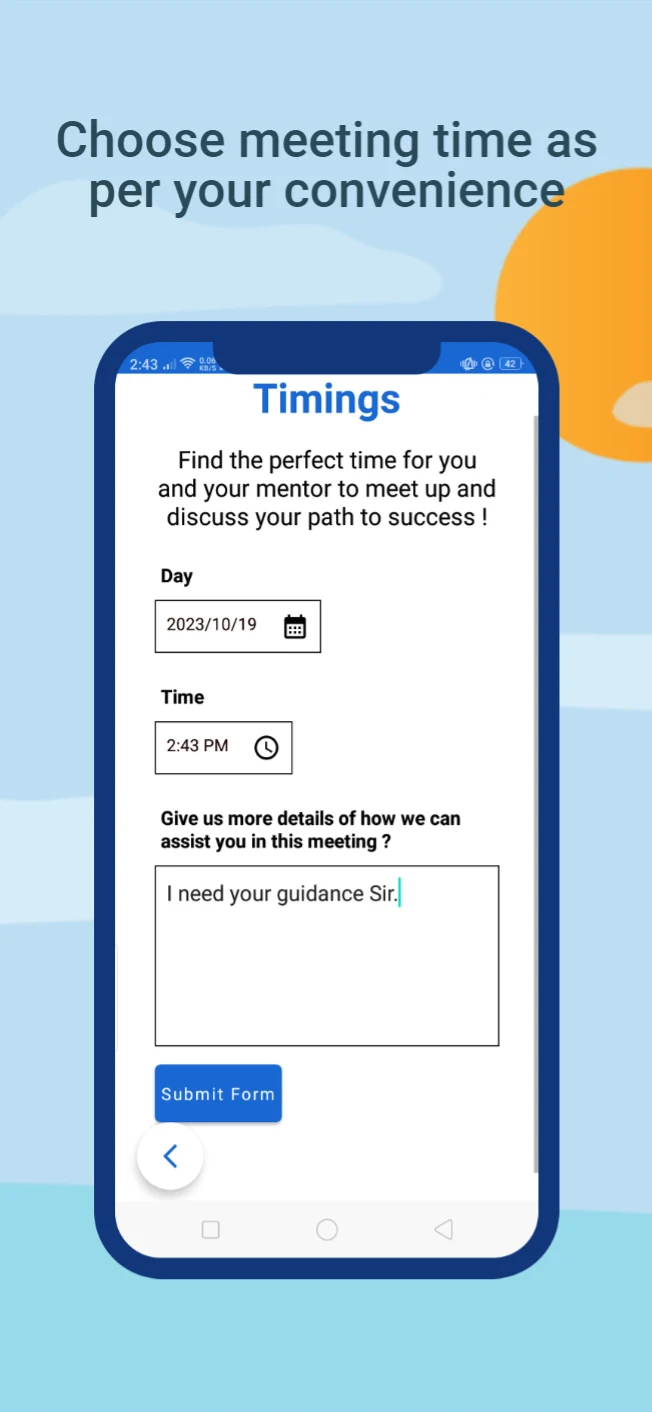 Choose meeting time as
per your convenience
2:43
0.06
KB/S
42
Timings
Find the perfect time for you
and your mentor to meet up and
discuss your path to success !
Day
2023/10/19
Time
2:43 PM
Give us more details of how we can
assist you in this meeting ?
I need your guidance Sir.
Submit Form